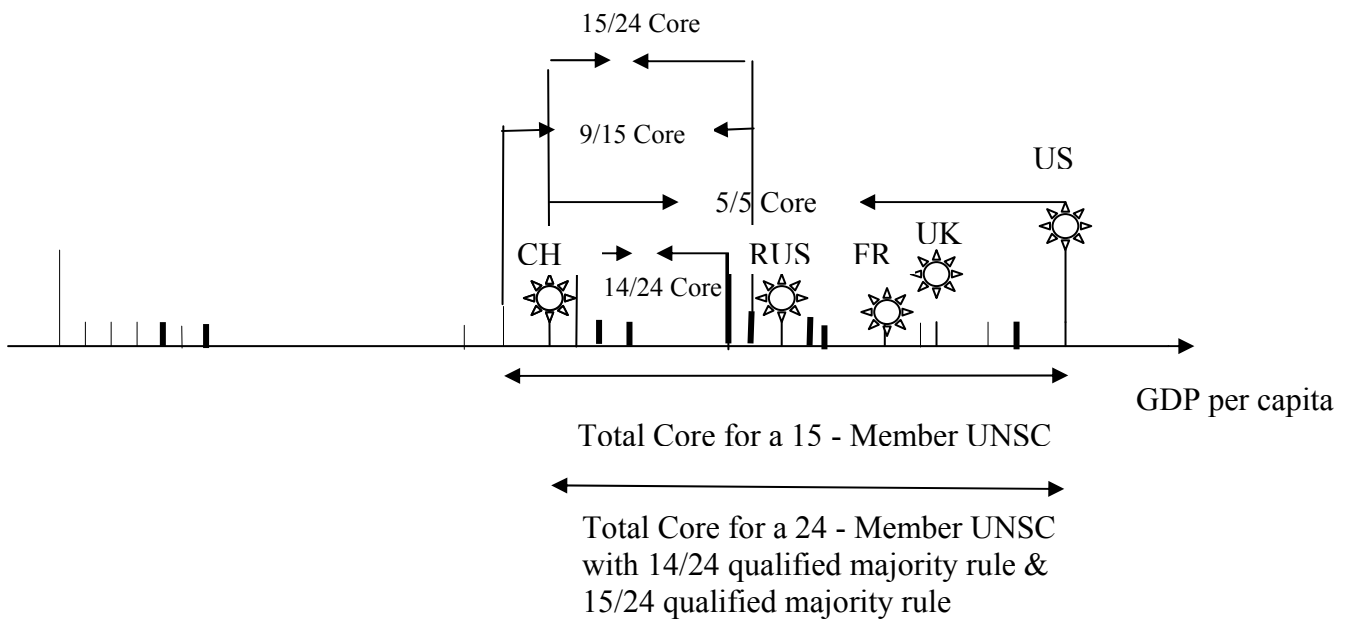 15/24 Core
9/15 Core
US
5/5 Core
UK
CH
RUS
FR
14/24 Core
GDP per capita
Total Core for a 15 - Member UNSC
Total Core for a 24 - Member UNSC
with 14/24 qualified majority rule &
15/24 qualified majority rule